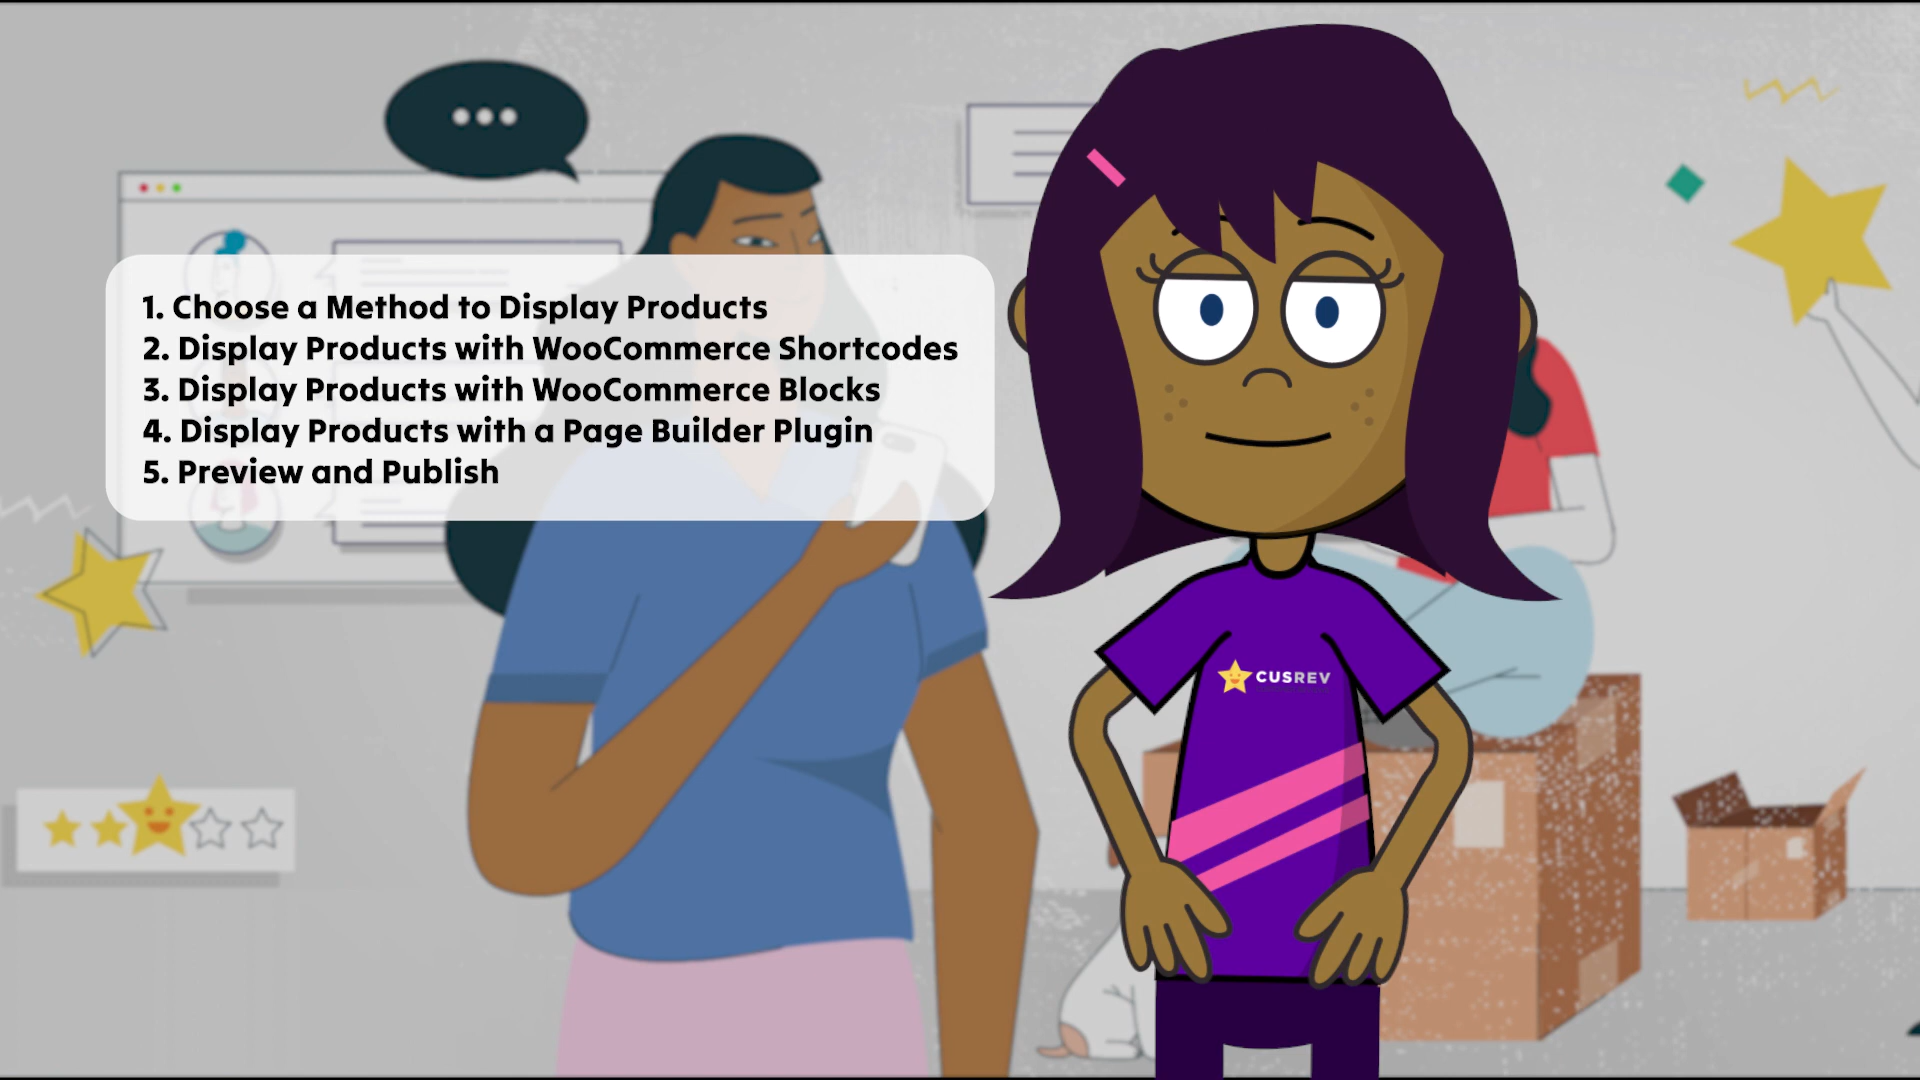 1. Choose a Method to Display Products
2. Display Products with WooCommerce Shortcodes
3. Display Products with WooCommerce Blocks
4. Display Products with a Page Builder Plugin
5. Preview and Publish
CUSREV